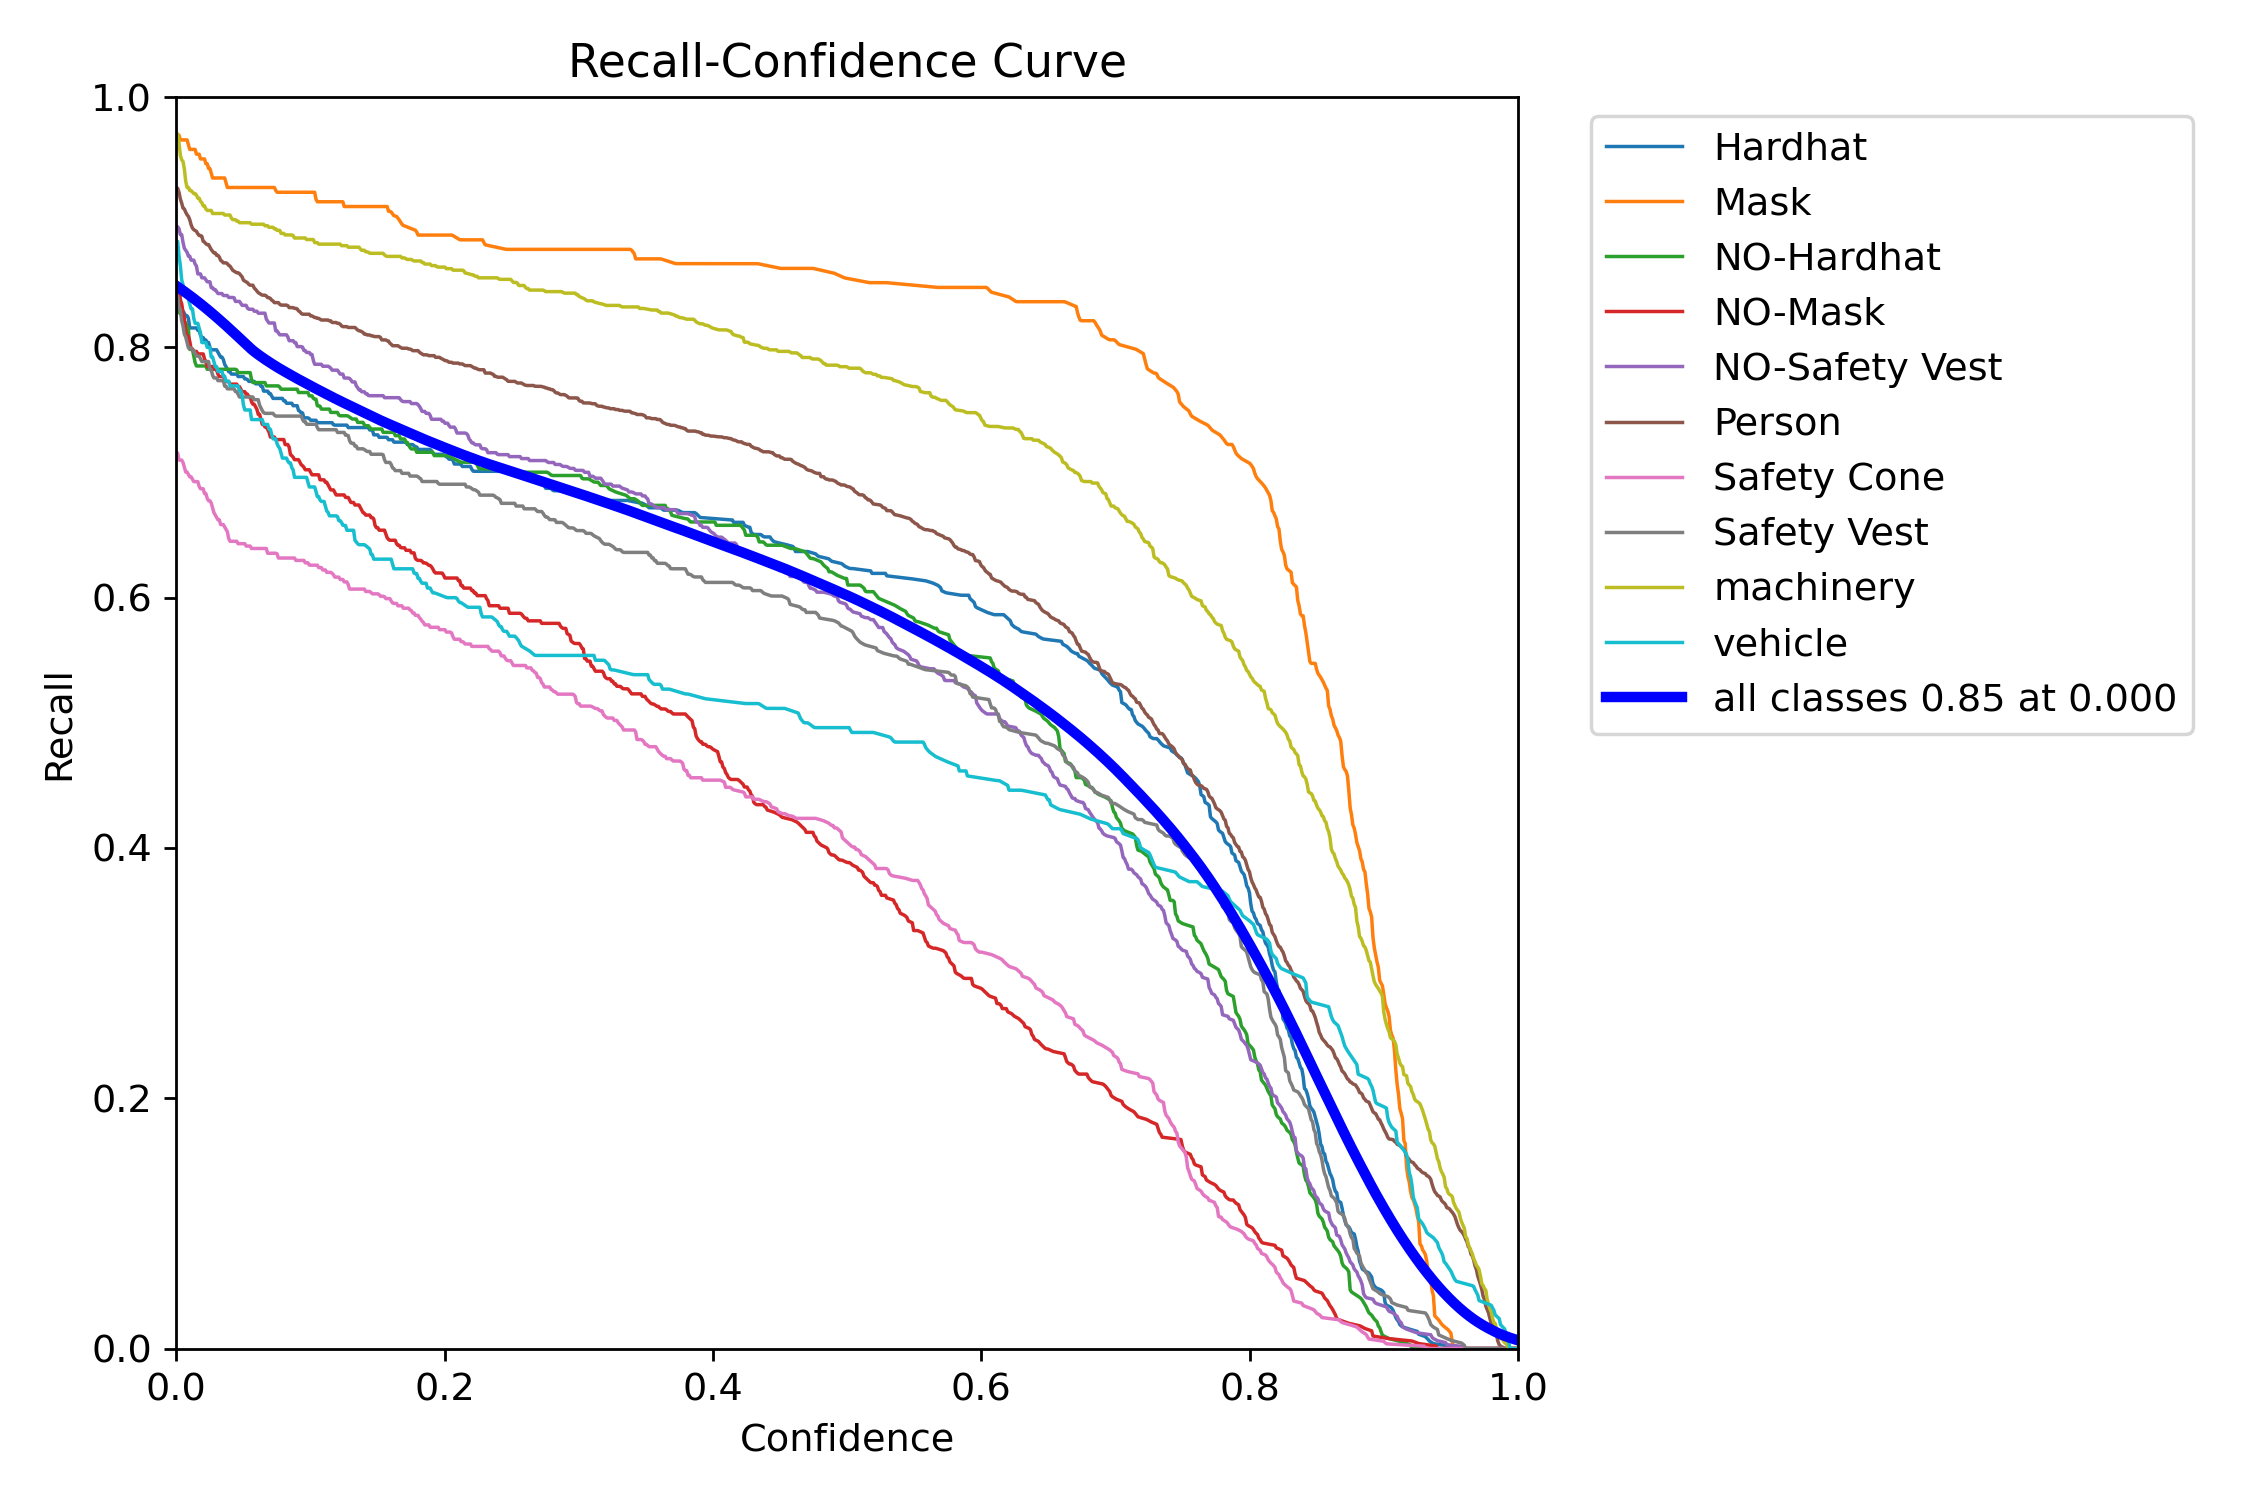 Recall-Confidence Curve
1.0
0.8
0.6
0.4
0.2
0.0
Recall
0.0 0.2 0.4 0.6 0.8 1.0
Confidence
Hardhat
Mask
NO-Hardhat
NO-Mask
NO-Safety Vest
Person
Safety Cone
Safety Vest
machinery
vehicle
all classes 0.85 at 0.000